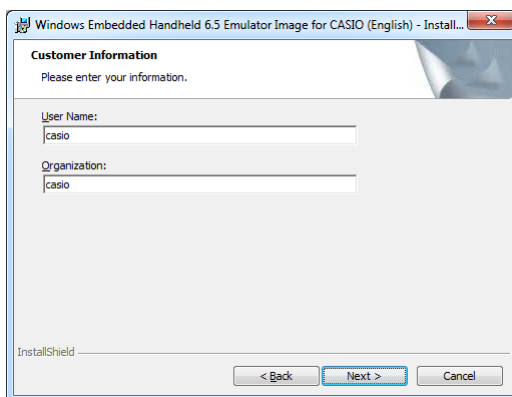 Windows Embedded Handheld 6.5 Emulator Image for CASIO (English) - Install...
Customer Information
Please enter your information.
User Name:
casio
Organization:
casio
InstallShield
< Back Next > Cancel